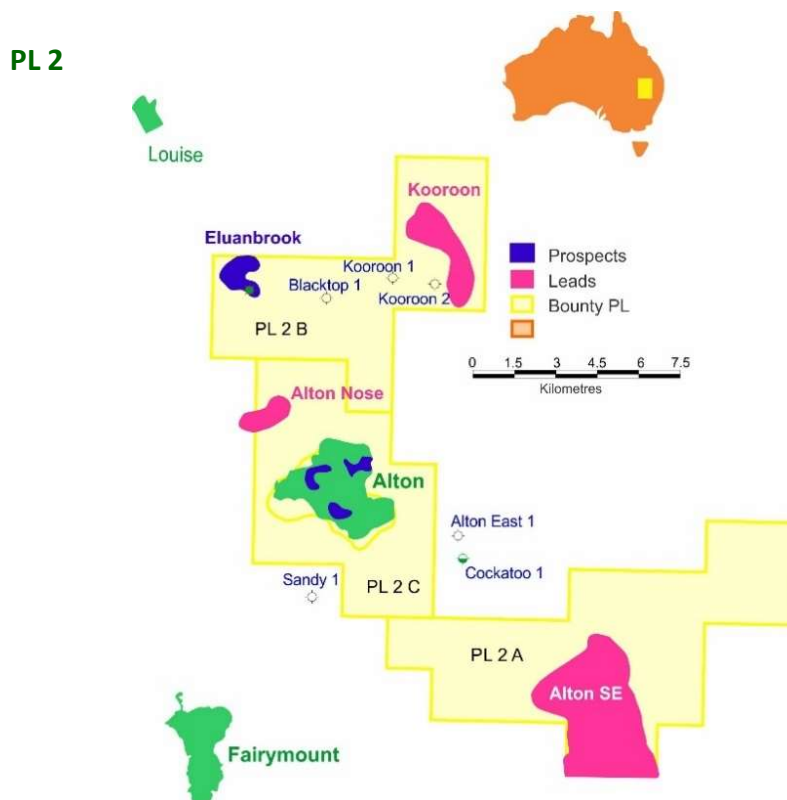 PL 2
Louise
Kooroon
Eluanbrook
Kooroon 1
Blacktop 1
Kooroon 2
PL 2 B
Prospects
Leads
Bounty PL
0 1.5 3 4.5 6 7.5
Kilometres
Alton Nose
Alton
Alton East 1
Cockatoo 1
Sandy 1
PL 2 C
PL 2 A
Alton SE
Fairymount